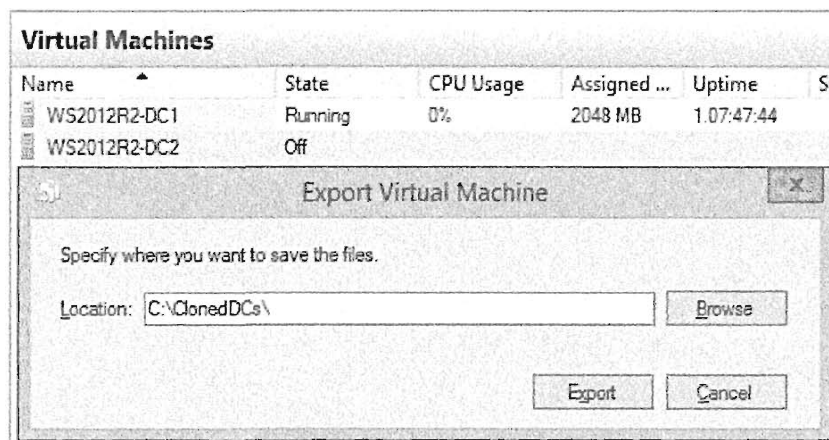 Virtual Machines
Name State CPU Usage Assigned ... Uptime S
WS2012R2-DC1 Running 0% 2048 MB 1.07:47:44
WS2012R2-DC2 Off
Export Virtual Machine
Specify where you want to save the files.
Location: C:\ClonedDCs\ Browse
Export Cancel